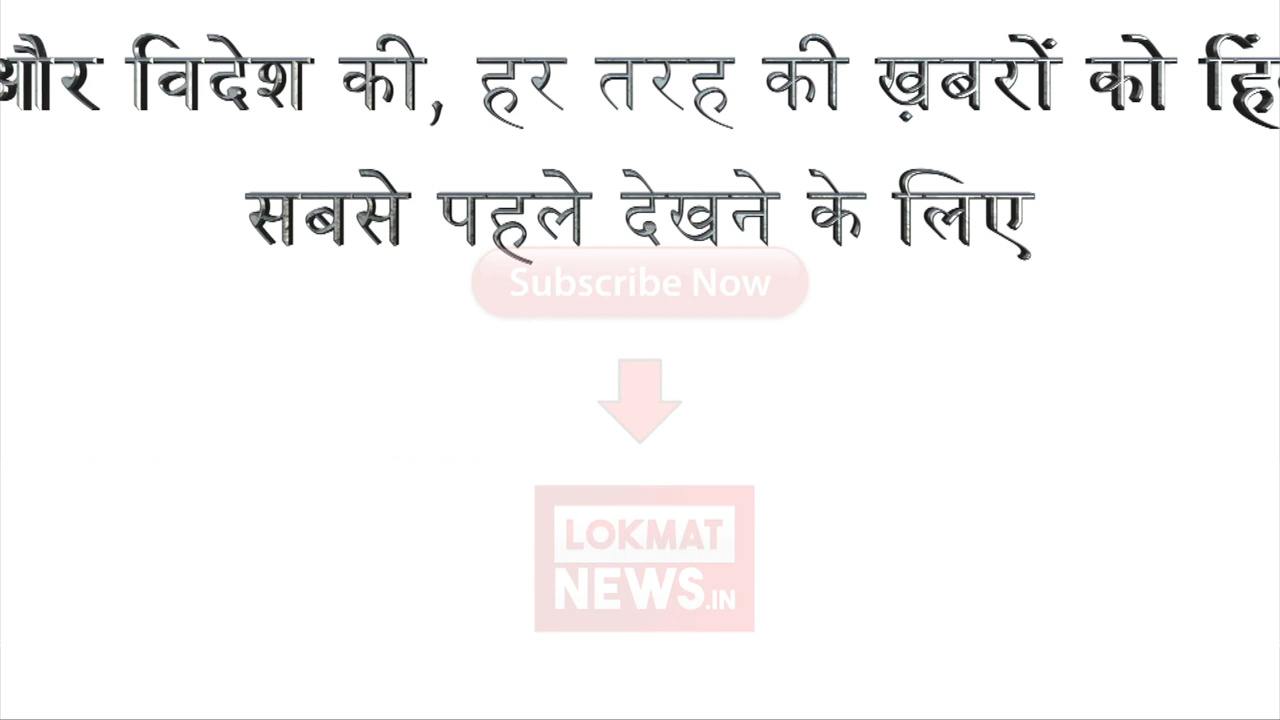 और विदेश की, हर तरह की ख़बरों को
सबसे पहले देखने के लिए
Subscribe Now
LOKMAT
NEWS.IN